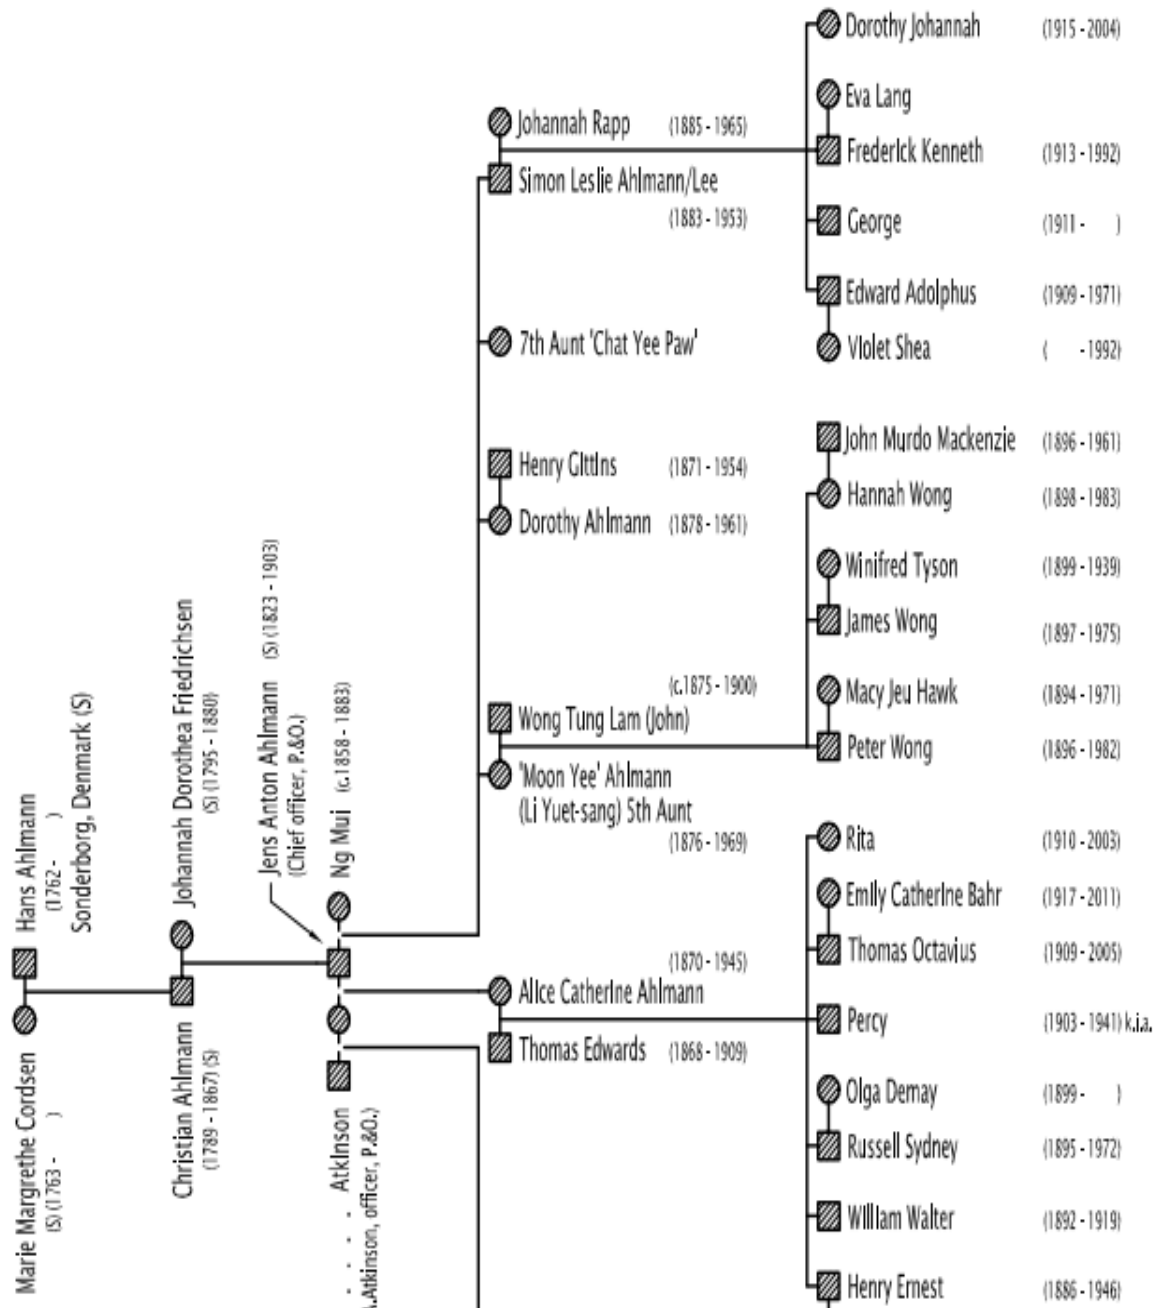 Dorothy Johannah (1915 - 2004)
Eva Lang
Johannah Rapp (1885 - 1965)
Frederick Kenneth (1913 - 1992)
Simon Leslie Ahlmann/Lee
(1883 - 1953)
George (1911 - )
Edward Adolphus (1909 - 1971)
7th Aunt 'Chat Yee Paw'
Violet Shea ( - 1992)
John Murdo Mackenzie (1896 - 1961)
Henry Gittins (1871 - 1954)
Hannah Wong (1898 - 1983)
Dorothy Ahlmann (1878 - 1961)
Winifred Tyson (1899 - 1939)
James Wong (1897 - 1975)
(c.1875 - 1900)
Wong Tung Lam (John)
Macy Jeu Hawk (1894 - 1971)
Peter Wong (1896 - 1982)
'Moon Yee' Ahlmann
(Li Yuet-sang) 5th Aunt
(1876 - 1969)
Rita (1910 - 2003)
Emily Catherine Bahr (1917 - 2011)
Thomas Octavius (1909 - 2005)
(1870 - 1945)
Alice Catherine Ahlmann
Percy (1903 - 1941) k.i.a.
Thomas Edwards (1868 - 1909)
Olga Demay (1899 - )
Russell Sydney (1895 - 1972)
William Walter (1892 - 1919)
Henry Ernest (1886 - 1946)
Hans Ahlmann
(1762 - )
Sonderborg, Denmark (S)
Marie Margrethe Cordsen
(S) (1763 - )
Johannah Dorothea Friedrichsen
(S) (1795 - 1880)
Christian Ahlmann
(1789 - 1867) (S)
Jens Anton Ahlmann (S) (1823 - 1903)
(Chief officer, P.&O.)
Ng Mui (c.1858 - 1883)
. . . . . Atkinson
A.Atkinson, officer, P.&O.)